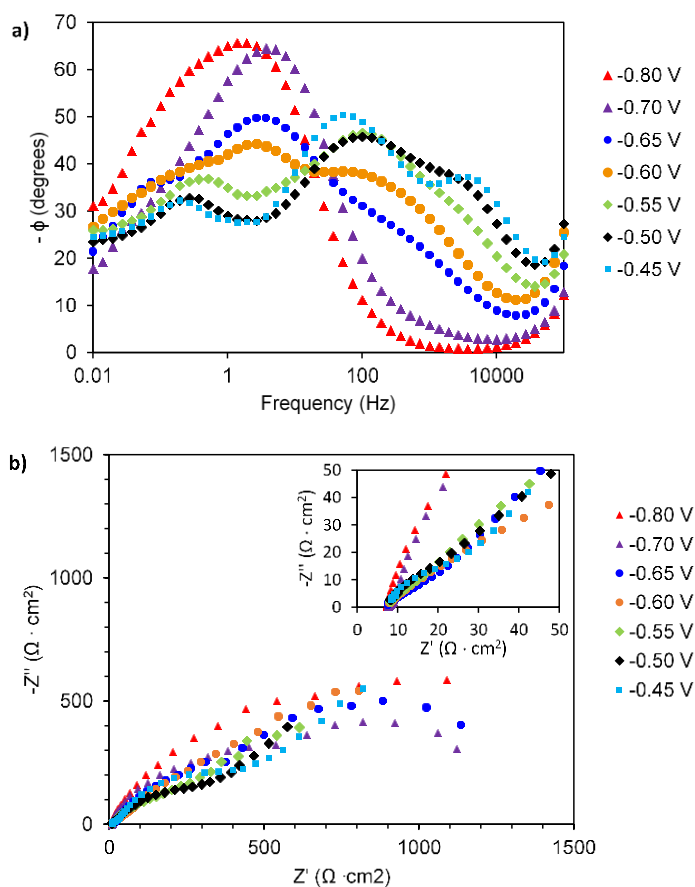 a)
70
60
50
40
30
20
10
0
- ϕ (degrees)
0.01
1
100
10000
Frequency (Hz)
-0.80 V
-0.70 V
-0.65 V
-0.60 V
-0.55 V
-0.50 V
-0.45 V
b)
1500
1000
500
0
-Z'' (Ω · cm²)
0
500
1000
1500
Z' (Ω ·cm2)
50
40
30
20
10
0
-Z'' (Ω · cm²)
0
10
20
30
40
50
Z' (Ω · cm²)
-0.80 V
-0.70 V
-0.65 V
-0.60 V
-0.55 V
-0.50 V
-0.45 V